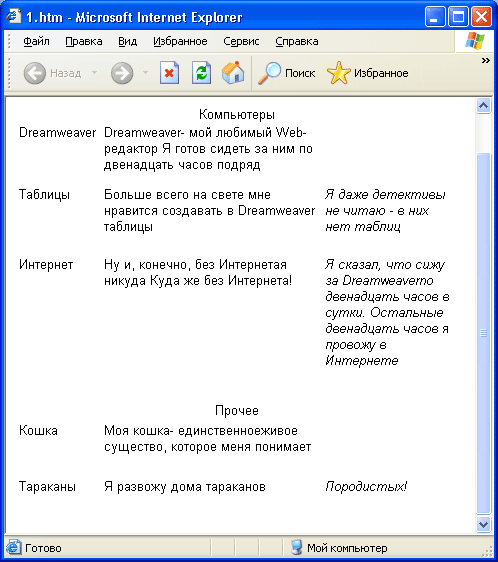 1.htm - Microsoft Internet Explorer
Файл Правка Вид Избранное Сервис Справка
Назад Поиск Избранное
Компьютеры
Dreamweaver Dreamweaver- мой любимый Web-
редактор Я готов сидеть за ним по
двенадцать часов подряд
Таблицы Больше всего на свете мне Я даже детективы
нравится создавать в Dreamweaver не читаю - в них
таблицы нет таблиц
Интернет Ну и, конечно, без Интернетая Я сказал, что сижу
никуда Куда же без Интернета! за Dreamweaverпо
двенадцать часов в
сутки. Остальные
двенадцать часов я
провожу в
Интернете
Прочее
Кошка Моя кошка- единственноеживое
существо, которое меня понимает
Тараканы Я развожу дома тараканов Породистых!
Готово Мой компьютер